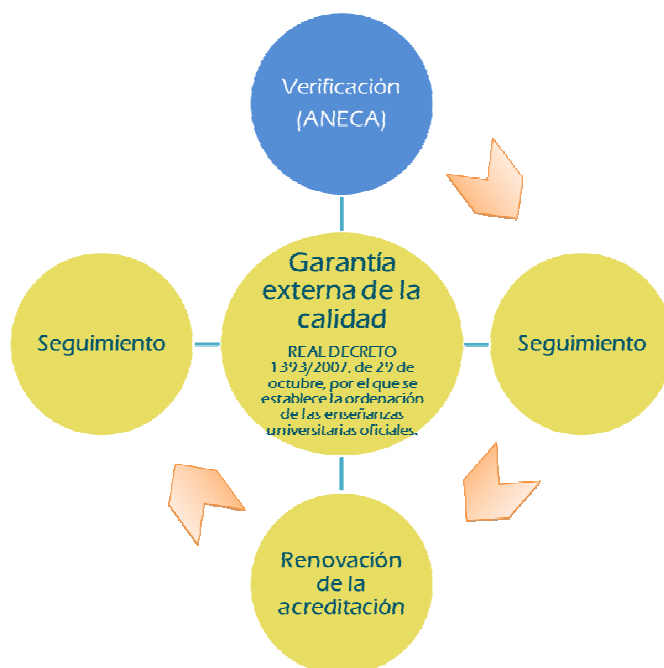 Verificación
(ANECA)
Garantía
externa de la
calidad
REAL DECRETO
1393/2007, de 29 de
octubre, por el que se
establece la ordenación
de las enseñanzas
universitarias oficiales.
Seguimiento
Seguimiento
Renovación
de la
acreditación